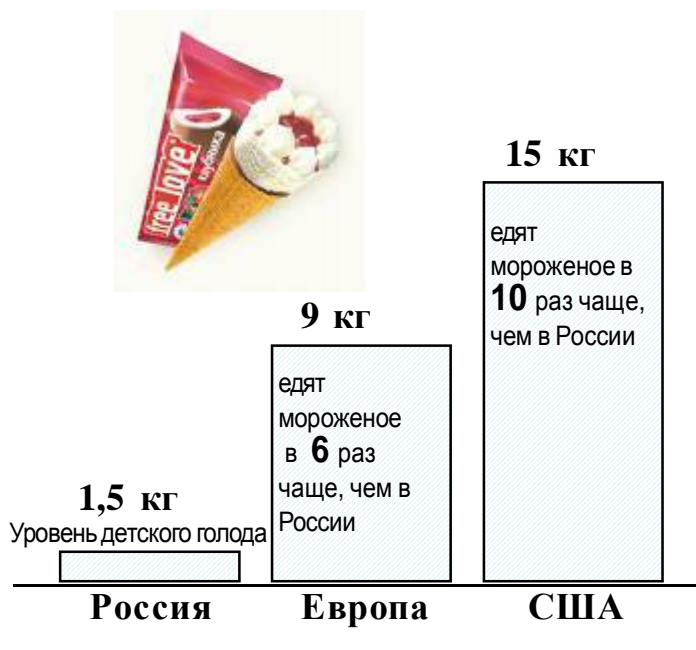 free love
клубника
15 кг
едят
мороженое в
10 раз чаще,
чем в России
9 кг
едят
мороженое
в 6 раз
чаще, чем в
России
1,5 кг
Уровень детского голода
Россия Европа США